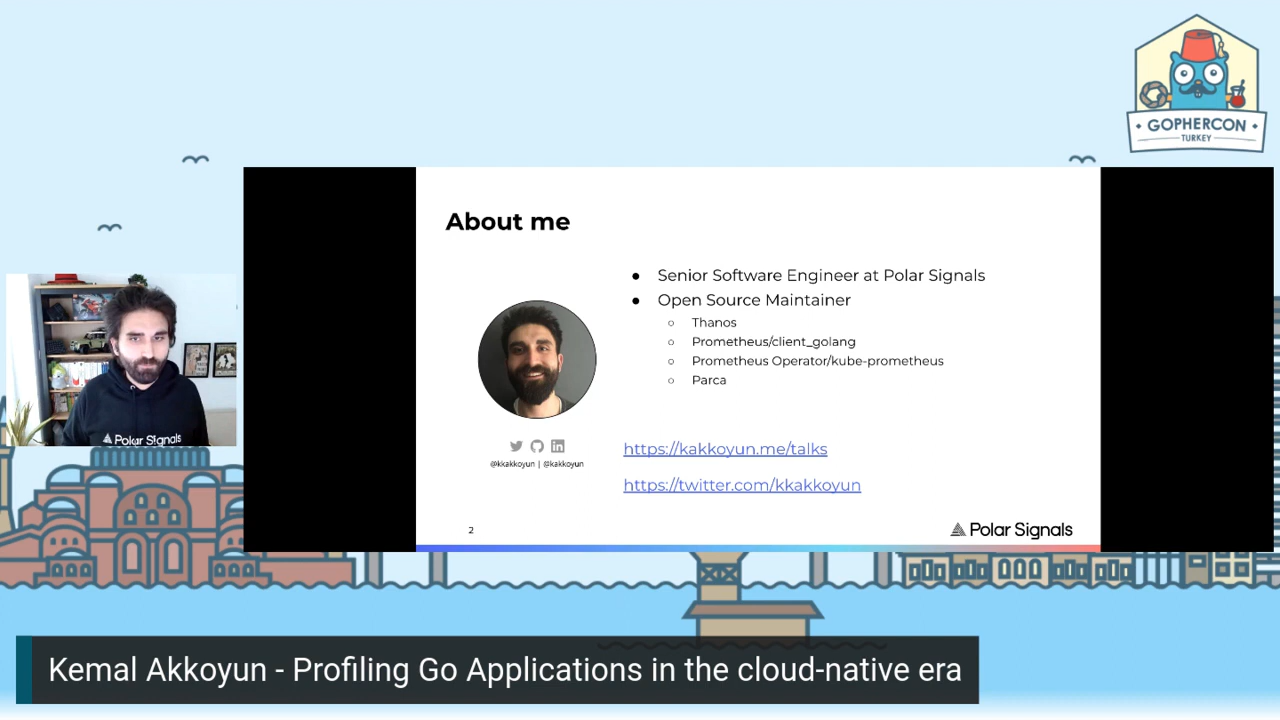 GOPHERCON
TURKEY
About me
● Senior Software Engineer at Polar Signals
● Open Source Maintainer
○ Thanos
○ Prometheus/client_golang
○ Prometheus Operator/kube-prometheus
○ Parca
@kkakkoyun | @kakkoyun
https://kakkoyun.me/talks
https://twitter.com/kkakkoyun
2
Polar Signals
Polar Signals
Kemal Akkoyun - Profiling Go Applications in the cloud-native era